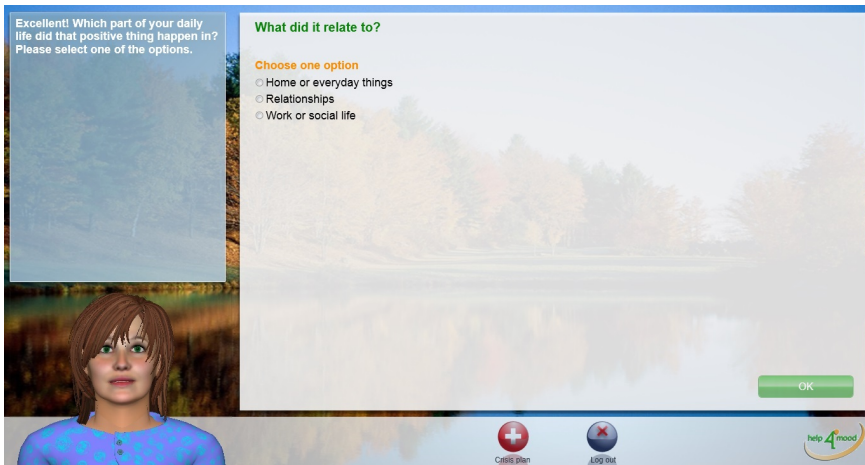 Excellent! Which part of your daily
life did that positive thing happen in?
Please select one of the options.
What did it relate to?
Choose one option
Home or everyday things
Relationships
Work or social life
OK
Crisis plan
Log out
help 4 mood